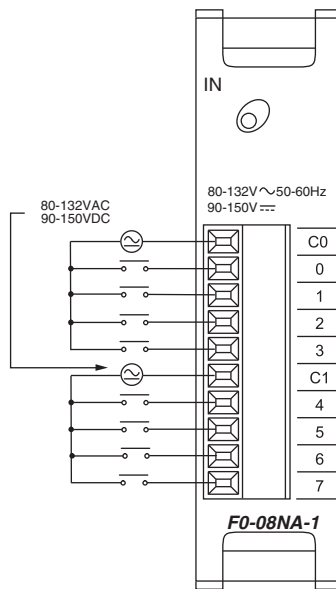 IN
80-132V∿50-60Hz
90-150V⎓
80-132VAC
90-150VDC
C0
0
1
2
3
C1
4
5
6
7
F0-08NA-1